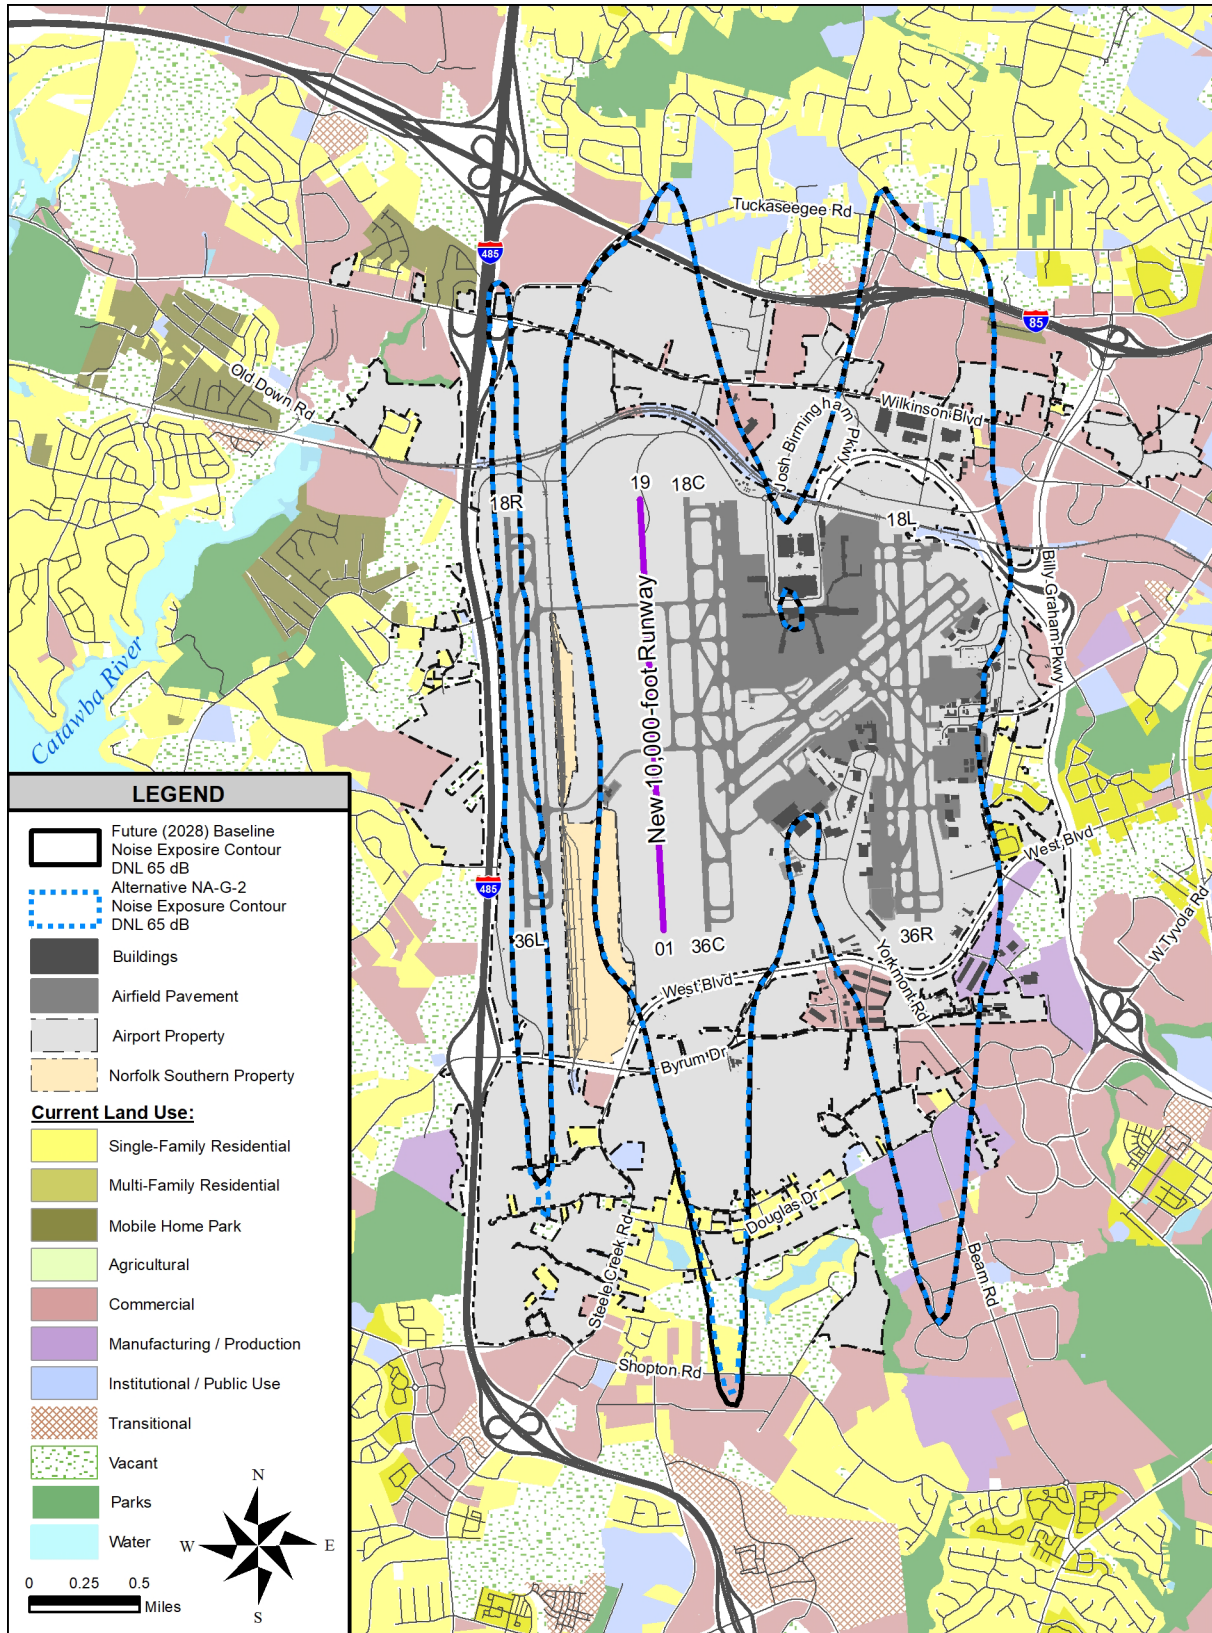 Tuckaseegee Rd
485
85
Old Down Rd
Wilkinson Blvd
Josh Birmingham Pkwy
19
18C
18R
18L
Billy Graham Pkwy
New 10,000-foot Runway
Catawba River
West Blvd
W Tyvola Rd
485
36L
01
36C
36R
Yorkmont Rd
West Blvd
Byrum Dr
Douglas Dr
Steele Creek Rd
Beam Rd
Shopton Rd
LEGEND
Future (2028) Baseline
Noise Exposire Contour
DNL 65 dB
Alternative NA-G-2
Noise Exposure Contour
DNL 65 dB
Buildings
Airfield Pavement
Airport Property
Norfolk Southern Property
Current Land Use:
Single-Family Residential
Multi-Family Residential
Mobile Home Park
Agricultural
Commercial
Manufacturing / Production
Institutional / Public Use
Transitional
Vacant
Parks
Water
N
W
E
S
0 0.25 0.5
Miles